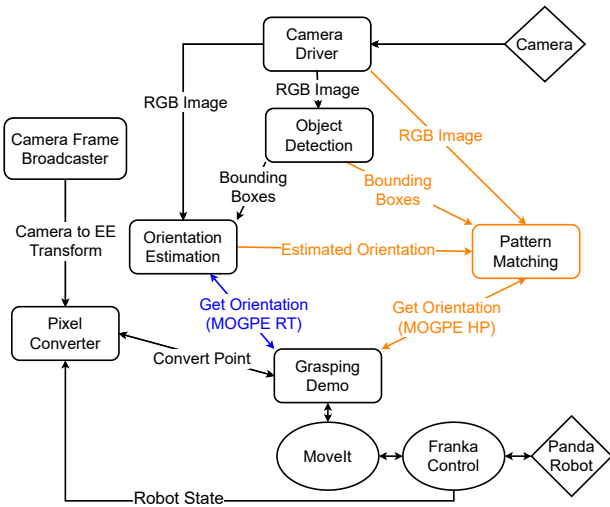 Camera
Driver
Camera
RGB Image
RGB Image
Camera Frame
Broadcaster
Object
Detection
RGB Image
Bounding
Boxes
Bounding
Boxes
Camera to EE
Transform
Orientation
Estimation
Estimated Orientation
Pattern
Matching
Get Orientation
(MOGPE RT)
Get Orientation
(MOGPE HP)
Pixel
Converter
Convert Point
Grasping
Demo
MoveIt
Franka
Control
Panda
Robot
Robot State